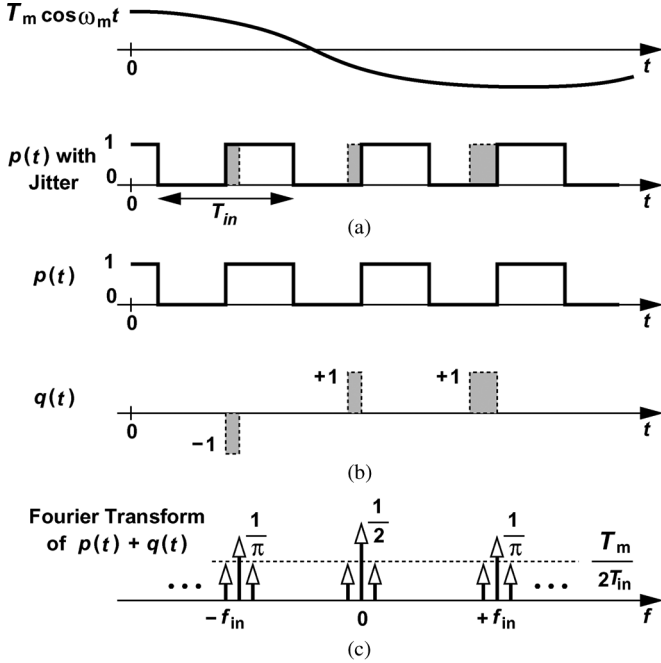 T_m cos ω_m t
0
t
p(t) with
Jitter
1
0
0
T_in
t
(a)
p(t)
1
0
0
t
q(t)
0
−1
+1
+1
t
(b)
Fourier Transform
of p(t) + q(t)
1/π
1/2
1/π
T_m/2T_in
• • •
• • •
−f_in
0
+f_in
f
(c)